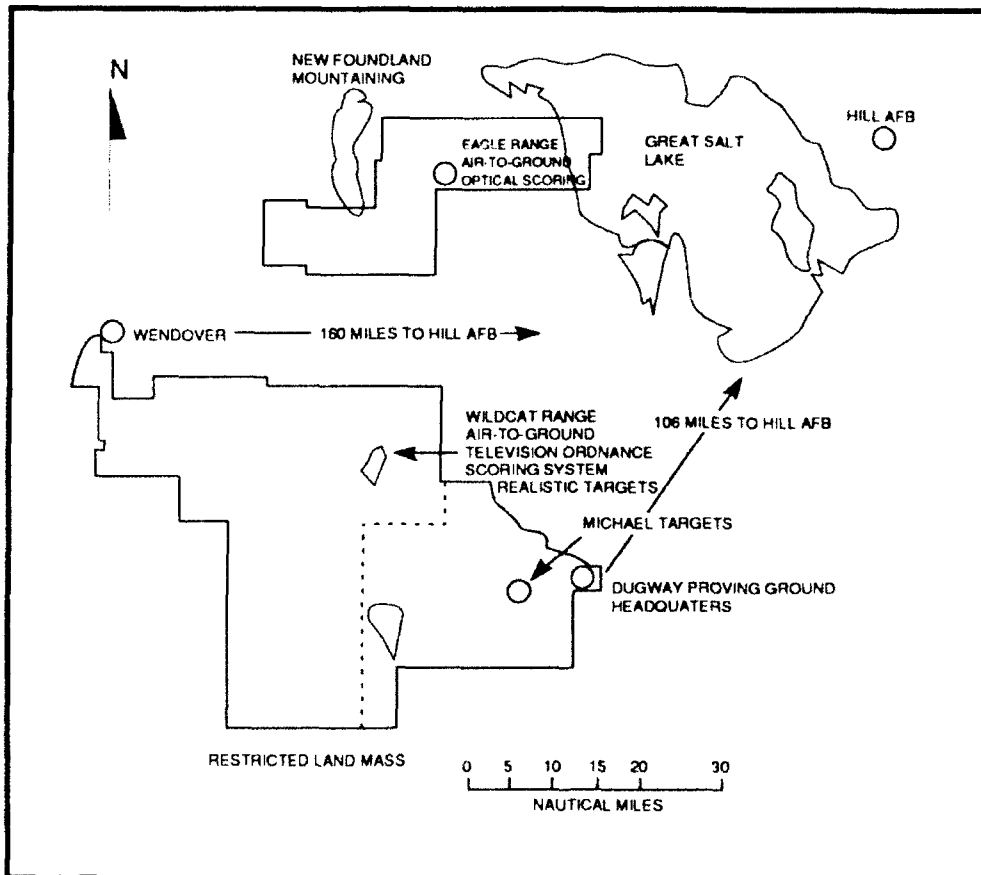 N
NEW FOUNDLAND
MOUNTAINING
HILL AFB
EAGLE RANGE
AIR-TO-GROUND
OPTICAL SCORING
GREAT SALT
LAKE
WENDOVER
160 MILES TO HILL AFB
WILDCAT RANGE
AIR-TO-GROUND
TELEVISION ORDNANCE
SCORING SYSTEM
REALISTIC TARGETS
106 MILES TO HILL AFB
MICHAEL TARGETS
DUGWAY PROVING GROUND
HEADQUATERS
RESTRICTED LAND MASS
0 5 10 15 20 30
NAUTICAL MILES